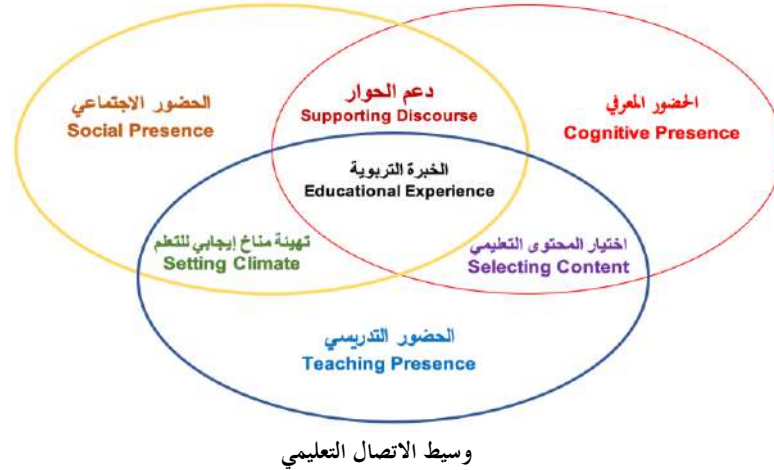 دعم الحوار
Supporting Discourse
الحضور الاجتماعي
Social Presence
الحضور المعرفي
Cognitive Presence
الخبرة التربوية
Educational Experience
تهيئة مناخ إيجابي للتعلم
Setting Climate
اختيار المحتوى التعليمي
Selecting Content
الحضور التدريسي
Teaching Presence
وسيط الاتصال التعليمي